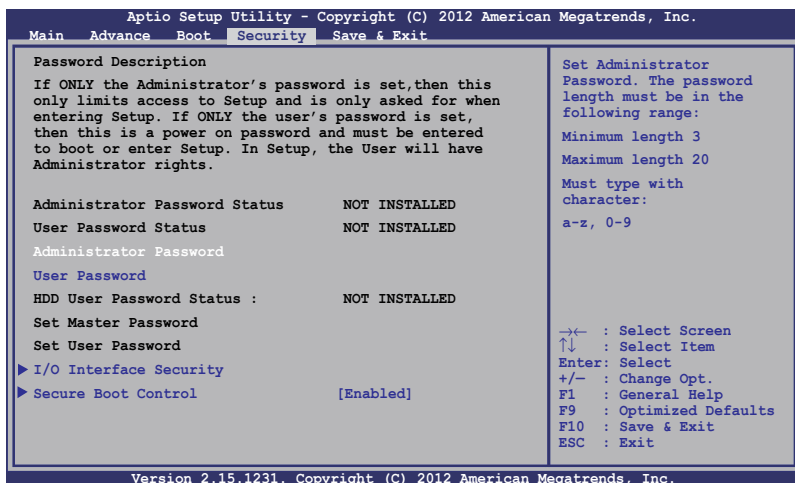 Aptio Setup Utility - Copyright (C) 2012 American Megatrends, Inc.
Main Advance Boot Security Save & Exit
Password Description
If ONLY the Administrator's password is set,then this
only limits access to Setup and is only asked for when
entering Setup. If ONLY the user's password is set,
then this is a power on password and must be entered
to boot or enter Setup. In Setup, the User will have
Administrator rights.
Administrator Password Status NOT INSTALLED
User Password Status NOT INSTALLED
Administrator Password
User Password
HDD User Password Status : NOT INSTALLED
Set Master Password
Set User Password
I/O Interface Security
Secure Boot Control [Enabled]
Set Administrator
Password. The password
length must be in the
following range:
Minimum length 3
Maximum length 20
Must type with
character:
a-z, 0-9
→← : Select Screen
↑↓ : Select Item
Enter: Select
+/— : Change Opt.
F1 : General Help
F9 : Optimized Defaults
F10 : Save & Exit
ESC : Exit
Version 2.15.1231. Copyright (C) 2012 American Megatrends, Inc.